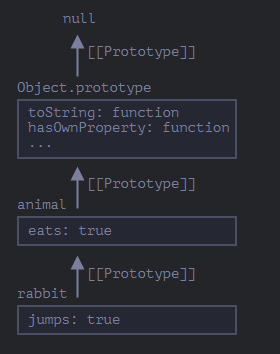 null
[[Prototype]]
Object.prototype
toString: function
hasOwnProperty: function
...
[[Prototype]]
animal
eats: true
[[Prototype]]
rabbit
jumps: true